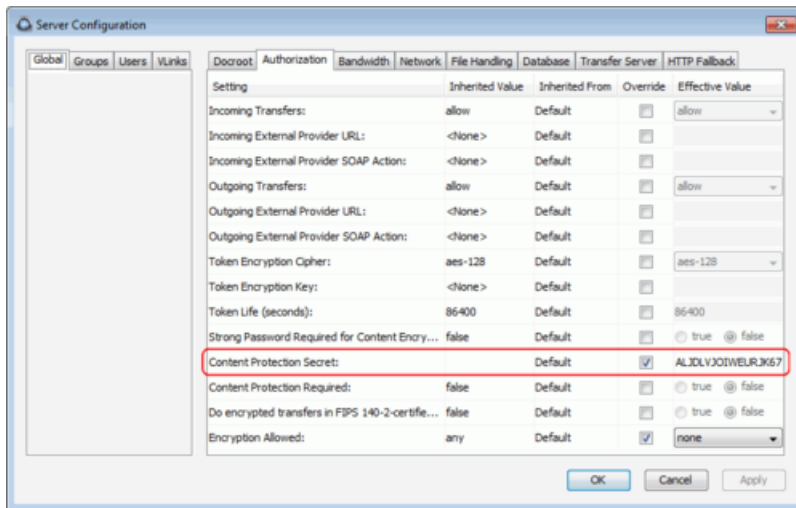 Server Configuration
Global Groups Users VLinks
Docroot Authorization Bandwidth Network File Handling Database Transfer Server HTTP Fallback
Setting Inherited Value Inherited From Override Effective Value
Incoming Transfers: allow Default allow
Incoming External Provider URL: <None> Default
Incoming External Provider SOAP Action: <None> Default
Outgoing Transfers: allow Default allow
Outgoing External Provider URL: <None> Default
Outgoing External Provider SOAP Action: <None> Default
Token Encryption Cipher: aes-128 Default aes-128
Token Encryption Key: <None> Default
Token Life (seconds): 86400 Default 86400
Strong Password Required for Content Encry... false Default true false
Content Protection Secret: Default ALJDLVJOIWEURJK67
Content Protection Required: false Default true false
Do encrypted transfers in FIPS 140-2-certifie... false Default true false
Encryption Allowed: any Default none
OK Cancel Apply